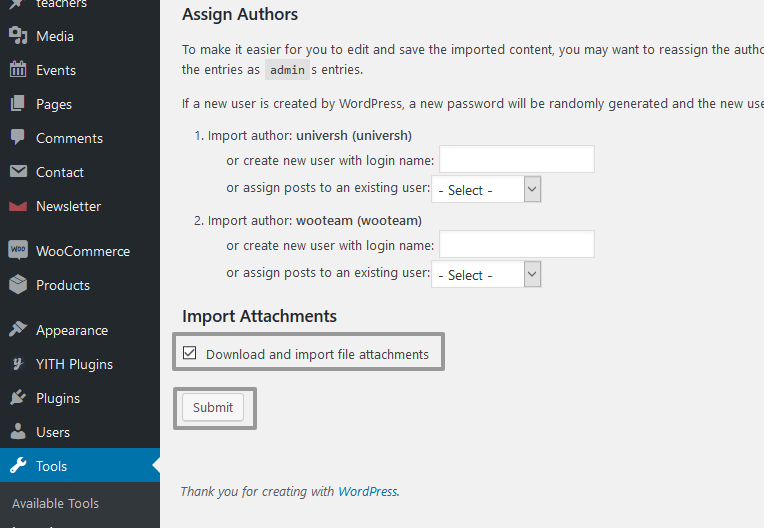 teachers
Media
Events
Pages
Comments
Contact
Newsletter
WOO
WooCommerce
Products
Appearance
YITH Plugins
Plugins
Users
Tools
Available Tools
Assign Authors
To make it easier for you to edit and save the imported content, you may want to reassign the
the entries as admin s entries.
If a new user is created by WordPress, a new password will be randomly generated and the new
1. Import author: universh (universh)
or create new user with login name:
or assign posts to an existing user: - Select -
2. Import author: wooteam (wooteam)
or create new user with login name:
or assign posts to an existing user: - Select -
Import Attachments
Download and import file attachments
Submit
Thank you for creating with WordPress.